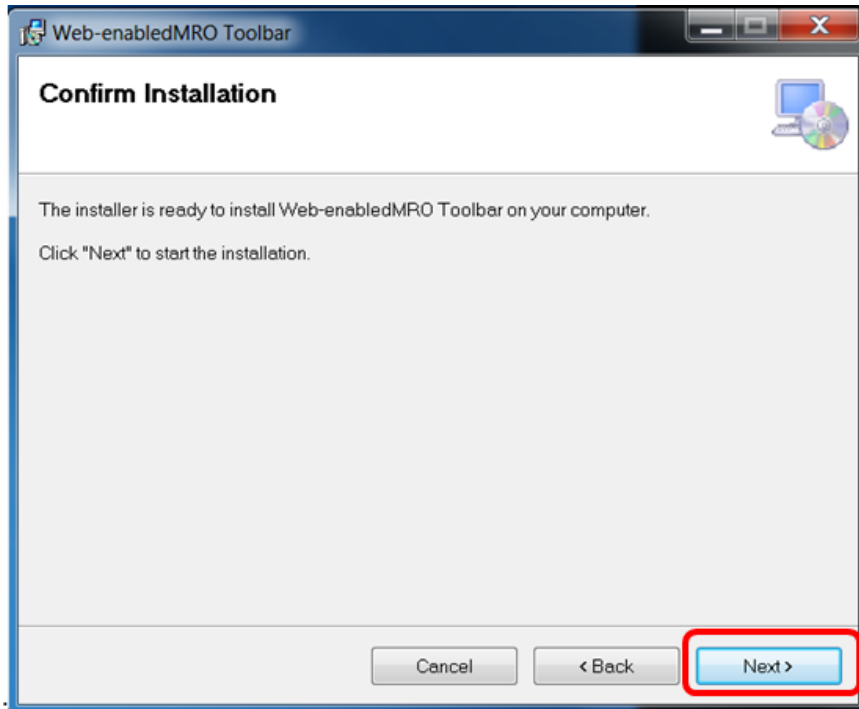 Web-enabledMRO Toolbar
X
Confirm Installation
The installer is ready to install Web-enabledMRO Toolbar on your computer.
Click "Next" to start the installation.
Cancel
< Back
Next >
.